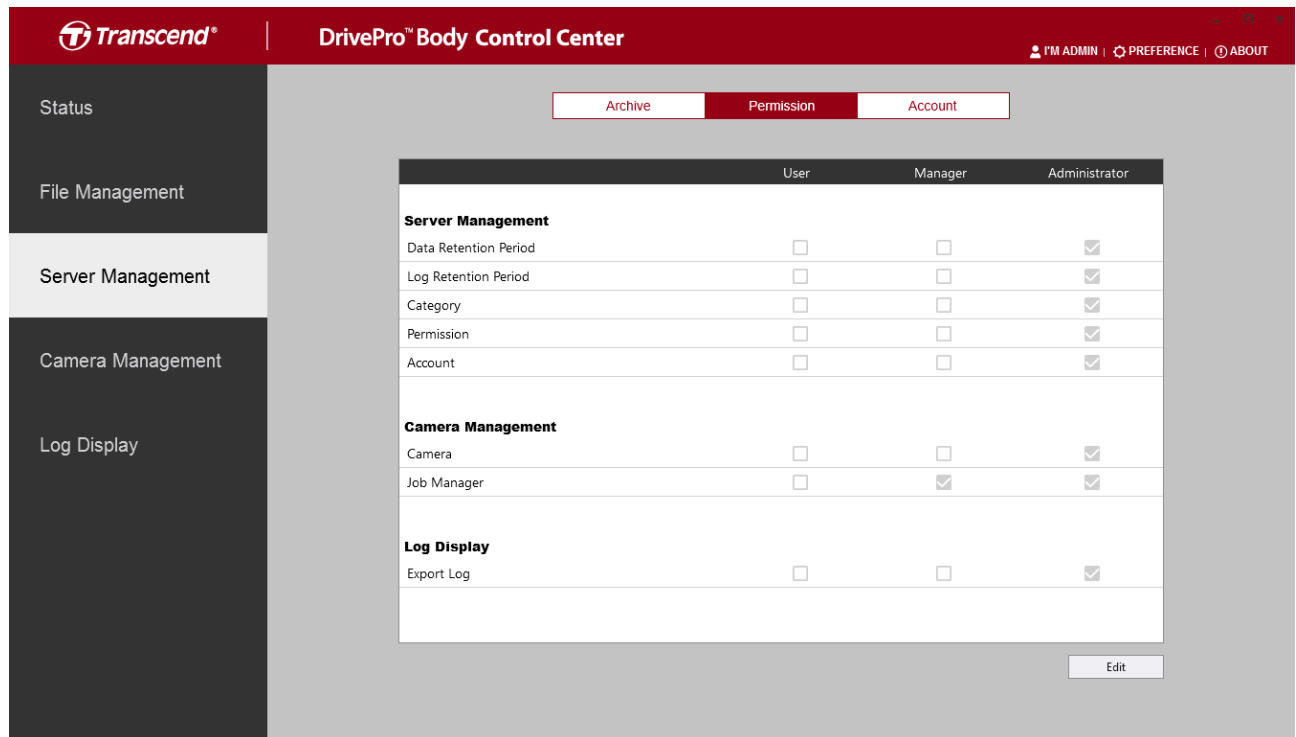 Transcend®
DrivePro™ Body Control Center
I'M ADMIN | PREFERENCE | ABOUT
Status
File Management
Server Management
Camera Management
Log Display
Archive Permission Account
User Manager Administrator
Server Management
Data Retention Period
Log Retention Period
Category
Permission
Account
Camera Management
Camera
Job Manager
Log Display
Export Log
Edit